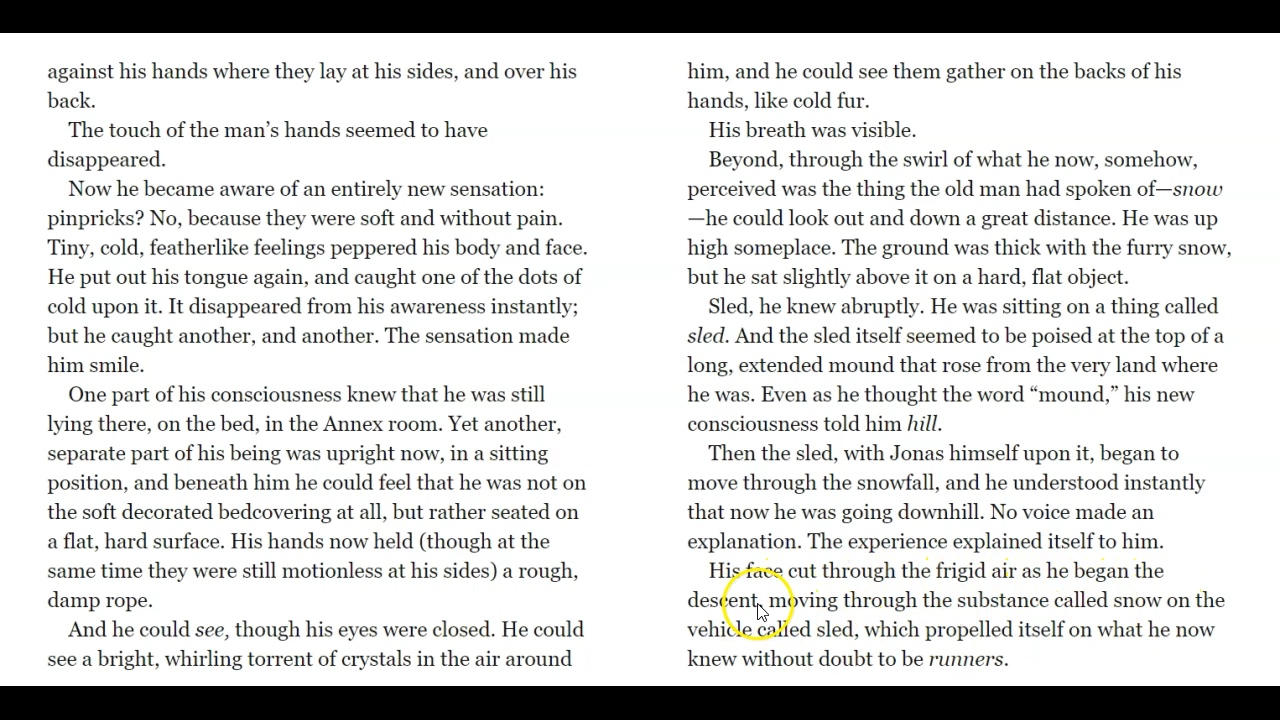 against his hands where they lay at his sides, and over his
back.
The touch of the man’s hands seemed to have
disappeared.
Now he became aware of an entirely new sensation:
pinpricks? No, because they were soft and without pain.
Tiny, cold, featherlike feelings peppered his body and face.
He put out his tongue again, and caught one of the dots of
cold upon it. It disappeared from his awareness instantly;
but he caught another, and another. The sensation made
him smile.
One part of his consciousness knew that he was still
lying there, on the bed, in the Annex room. Yet another,
separate part of his being was upright now, in a sitting
position, and beneath him he could feel that he was not on
the soft decorated bedcovering at all, but rather seated on
a flat, hard surface. His hands now held (though at the
same time they were still motionless at his sides) a rough,
damp rope.
And he could see, though his eyes were closed. He could
see a bright, whirling torrent of crystals in the air around
him, and he could see them gather on the backs of his
hands, like cold fur.
His breath was visible.
Beyond, through the swirl of what he now, somehow,
perceived was the thing the old man had spoken of—snow
—he could look out and down a great distance. He was up
high someplace. The ground was thick with the furry snow,
but he sat slightly above it on a hard, flat object.
Sled, he knew abruptly. He was sitting on a thing called
sled. And the sled itself seemed to be poised at the top of a
long, extended mound that rose from the very land where
he was. Even as he thought the word “mound,” his new
consciousness told him hill.
Then the sled, with Jonas himself upon it, began to
move through the snowfall, and he understood instantly
that now he was going downhill. No voice made an
explanation. The experience explained itself to him.
His face cut through the frigid air as he began the
descent, moving through the substance called snow on the
vehicle called sled, which propelled itself on what he now
knew without doubt to be runners.